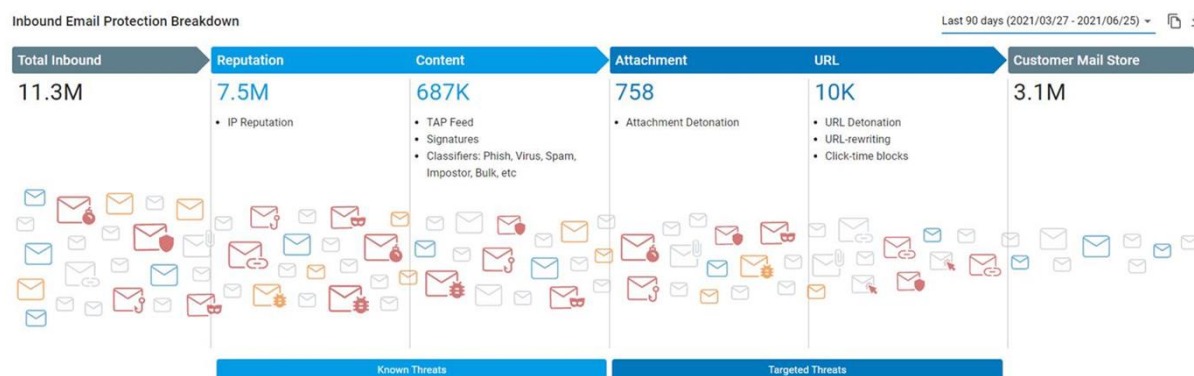 Inbound Email Protection Breakdown
Last 90 days (2021/03/27 - 2021/06/25)
Total Inbound
11.3M
Reputation
7.5M
• IP Reputation
Content
687K
• TAP Feed
• Signatures
• Classifiers: Phish, Virus, Spam,
Impostor, Bulk, etc
Attachment
758
• Attachment Detonation
URL
10K
• URL Detonation
• URL-rewriting
• Click-time blocks
Customer Mail Store
3.1M
Known Threats
Targeted Threats